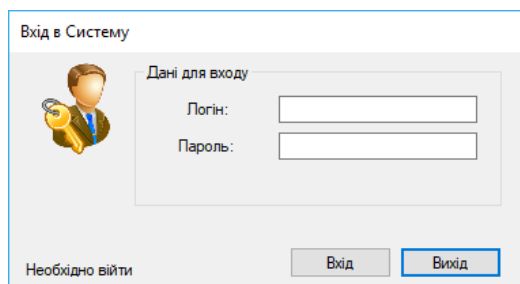 Вхід в Систему
Дані для входу
Логін:
Пароль:
Необхідно війти
Вхід
Вихід